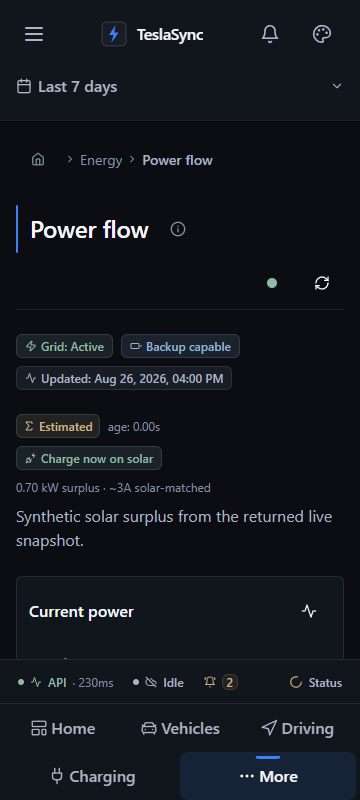 TeslaSync
Last 7 days
Energy
Power flow
Power flow
Grid: Active
Backup capable
Updated: Aug 26, 2026, 04:00 PM
Estimated
age: 0.00s
Charge now on solar
0.70 kW surplus · ~3A solar-matched
Synthetic solar surplus from the returned live
snapshot.
Current power
API · 230ms
Idle
2
Status
Home
Vehicles
Driving
Charging
More